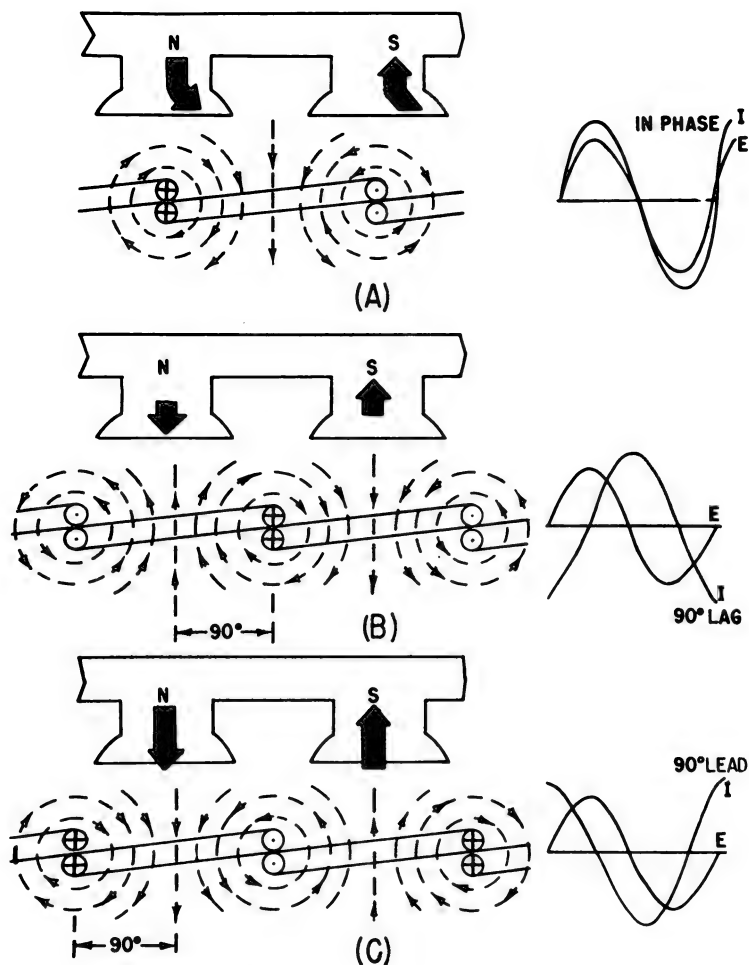 N S
IN PHASE I
E
(A)
N S
E
90° I
(B) 90° LAG
N S
90° LEAD
I
E
90°
(C)